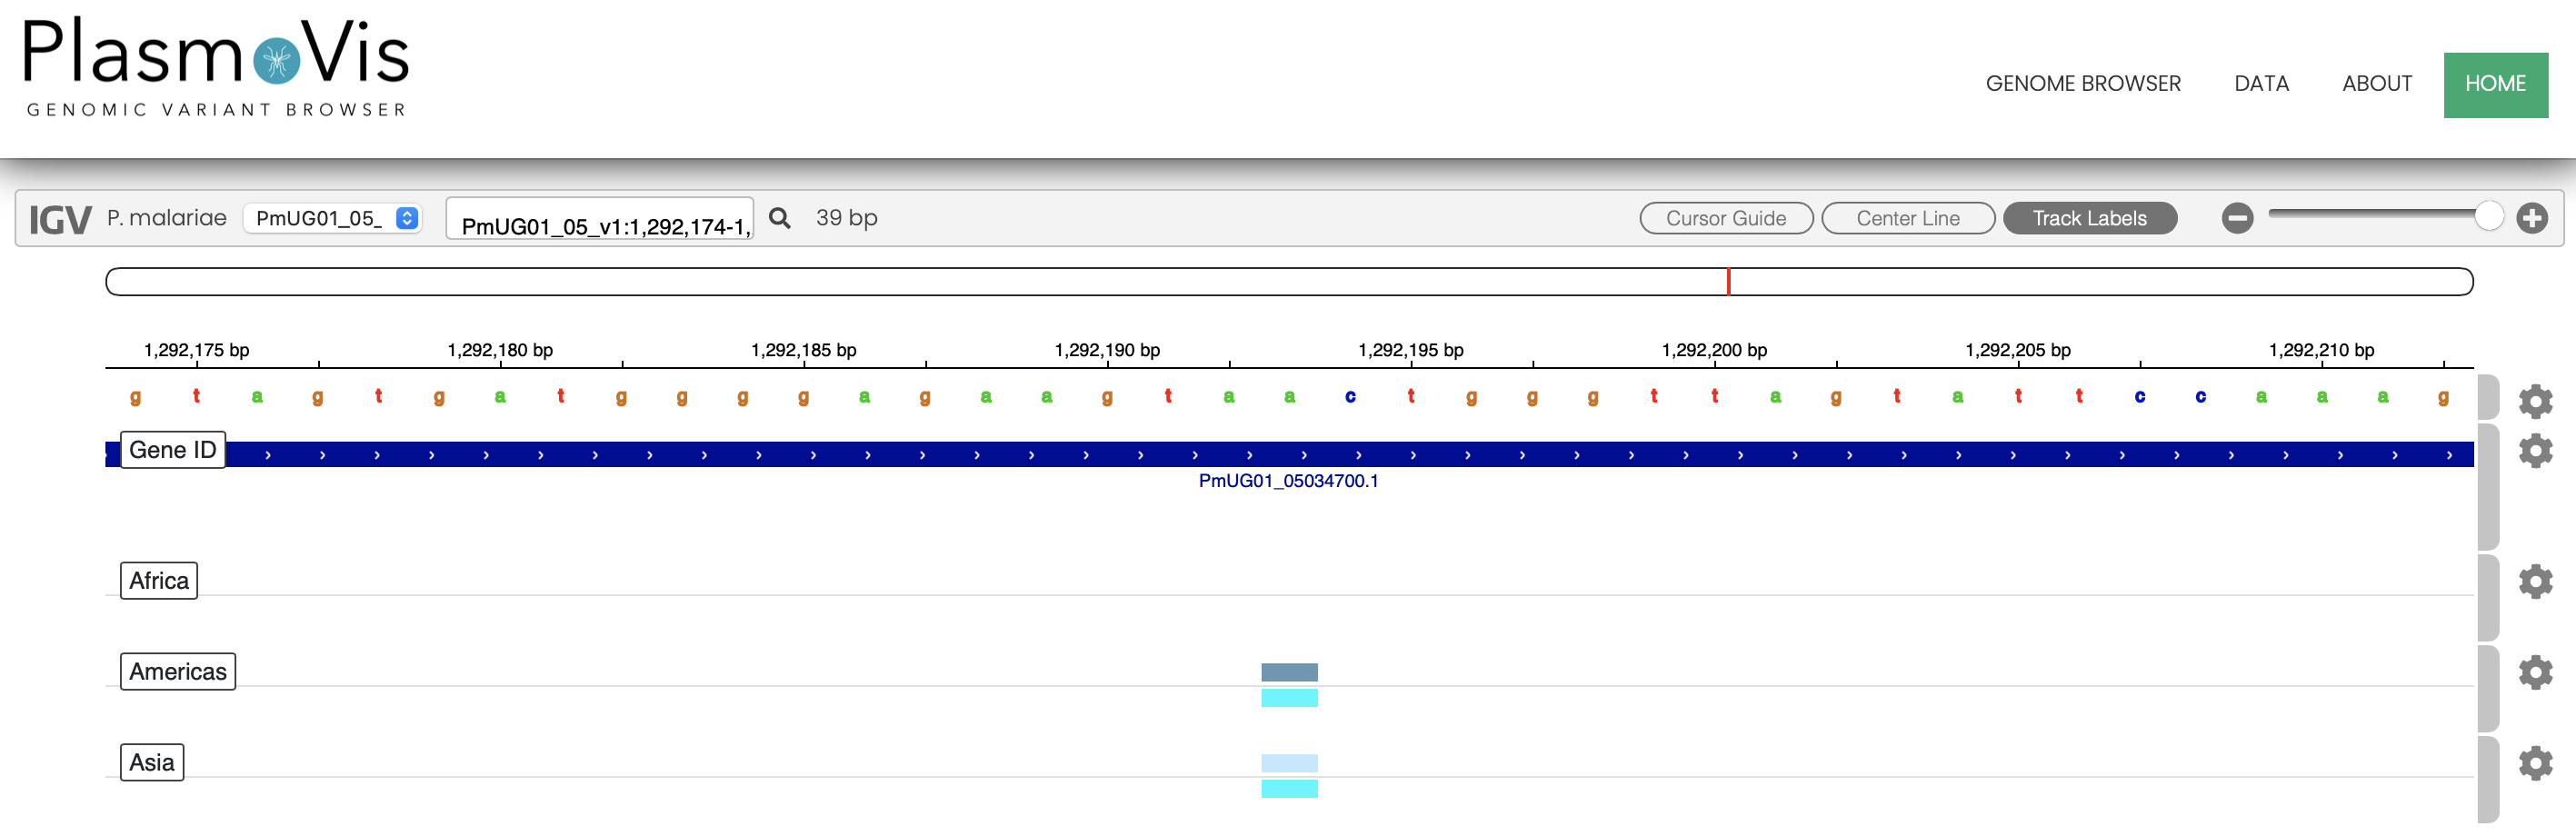 PlasmoVis
GENOMIC VARIANT BROWSER
GENOME BROWSER DATA ABOUT HOME
IGV P. malariae PmUG01_05_ PmUG01_05_v1:1,292,174-1, 39 bp Cursor Guide Center Line Track Labels
1,292,175 bp 1,292,180 bp 1,292,185 bp 1,292,190 bp 1,292,195 bp 1,292,200 bp 1,292,205 bp 1,292,210 bp
g t a g t g a t g g g g a g a a g t a a c t g g g t t a g t a t t c c a a a g
Gene ID
PmUG01_05034700.1
Africa
Americas
Asia